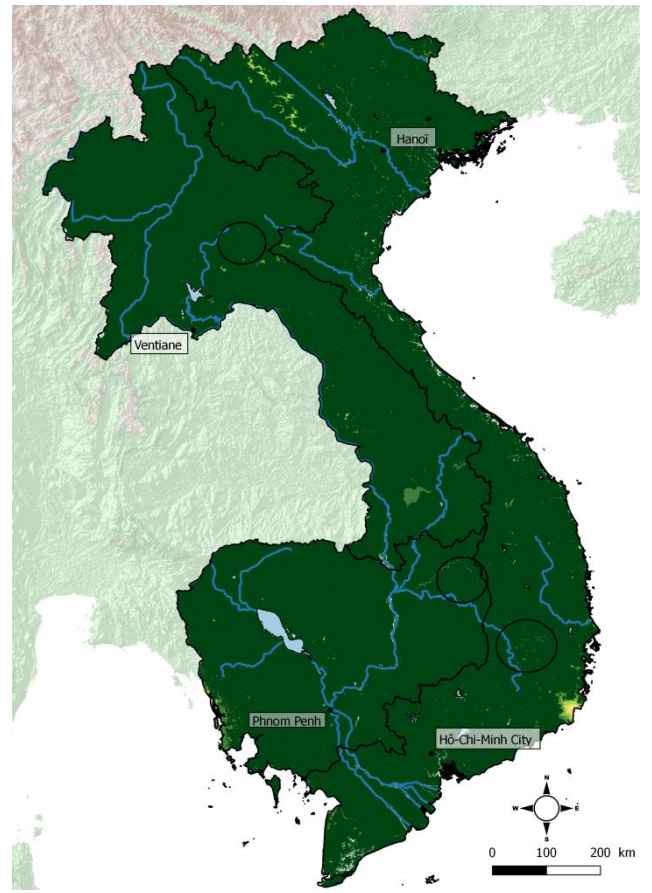 Hanoï
Ventiane
Phnom Penh
Hô-Chi-Minh City
N
W E
S
0 100 200 km